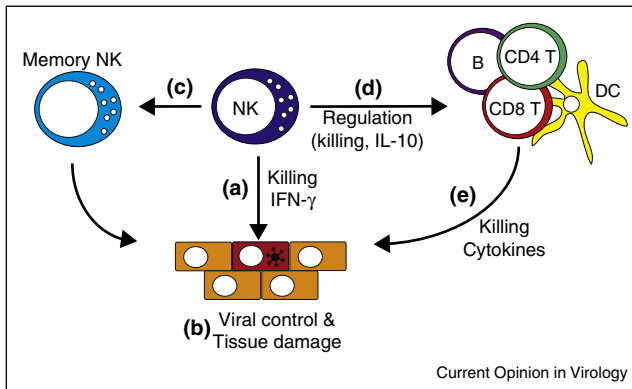 Memory NK
(c)
NK
(d)
Regulation
(killing, IL-10)
B
CD4 T
CD8 T
DC
(a)
Killing
IFN-γ
(e)
Killing
Cytokines
(b) Viral control &
Tissue damage
Current Opinion in Virology